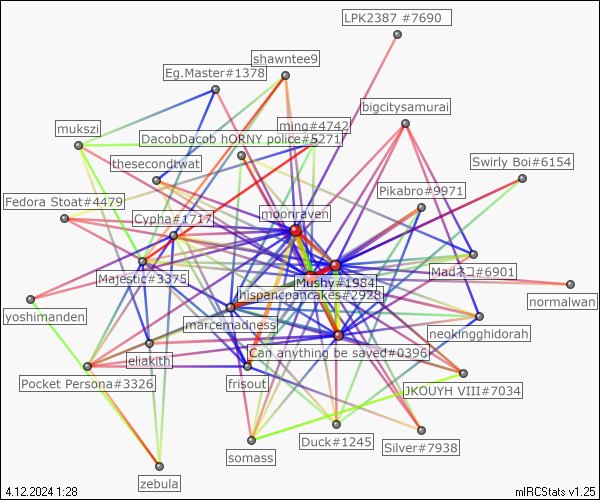 LPK2387 #7690
shawntee9
Eg.Master#1378
bigcitysamurai
ming#4742
mukszi
DacobDacob hORNY police#5271
thesecondtwat
Swirly Boi#6154
Pikabro#9971
Fedora Stoat#4479
moonraven
Cypha#1717
Majestic#3375
Mushy#1984
Madネコ#6901
hispancpancakes#2928
normalwan
yoshimanden
marcemadness
neokingghidorah
Can anything be saved#0396
eliakith
Pocket Persona#3326
frisout
JKOUYH VIII#7034
Duck#1245
Silver#7938
somass
zebula
4.12.2024 1:28
mIRCStats v1.25